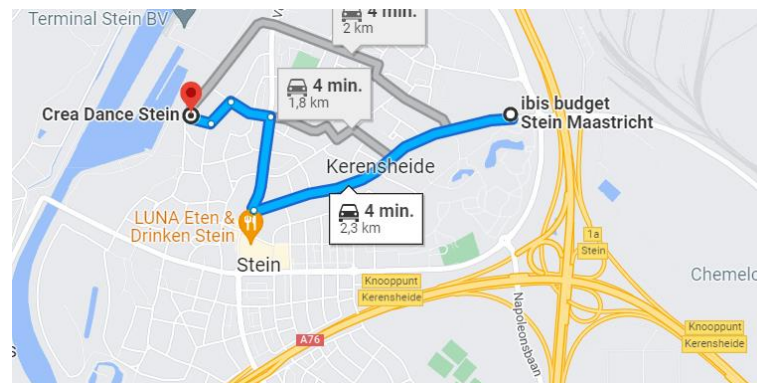 Terminal Stein BV
4 min.
2 km
4 min.
1,8 km
Crea Dance Stein
ibis budget
Stein Maastricht
Kerensheide
4 min.
2,3 km
LUNA Eten &
Drinken Stein
Stein
1a
Stein
Knooppunt
Kerensheide
Chemelo
Napoleonsbaan
Knooppunt
Kerensheide
A76